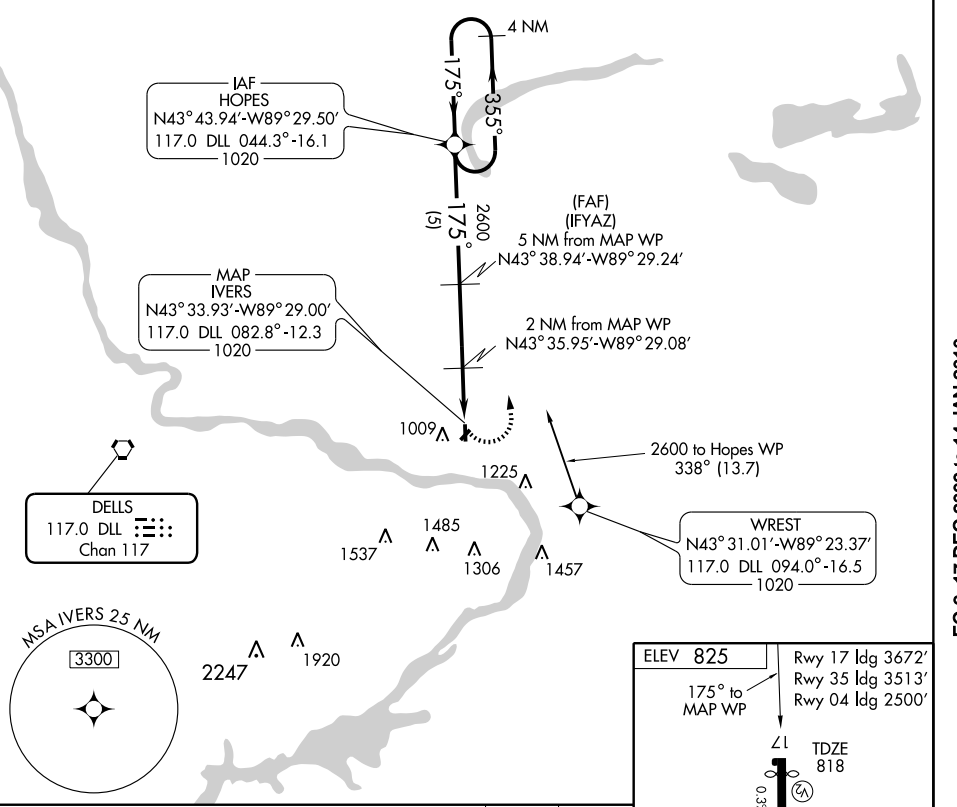 4 NM
175°
355°
IAF
HOPES
N43°43.94'-W89°29.50'
117.0 DLL 044.3°-16.1
1020
2600
175°
(5)
(FAF)
(IFYAZ)
5 NM from MAP WP
N43°38.94'-W89°29.24'
MAP
IVERS
N43°33.93'-W89°29.00'
117.0 DLL 082.8°-12.3
1020
2 NM from MAP WP
N43°35.95'-W89°29.08'
1009
2600 to Hopes WP
338° (13.7)
1225
DELLS
117.0 DLL
Chan 117
1537
1485
1306
1457
WREST
N43°31.01'-W89°23.37'
117.0 DLL 094.0°-16.5
1020
MSA IVERS 25 NM
3300
2247
1920
ELEV 825
Rwy 17 ldg 3672'
Rwy 35 ldg 3513'
Rwy 04 ldg 2500'
175° to
MAP WP
17
TDZE
818
V2